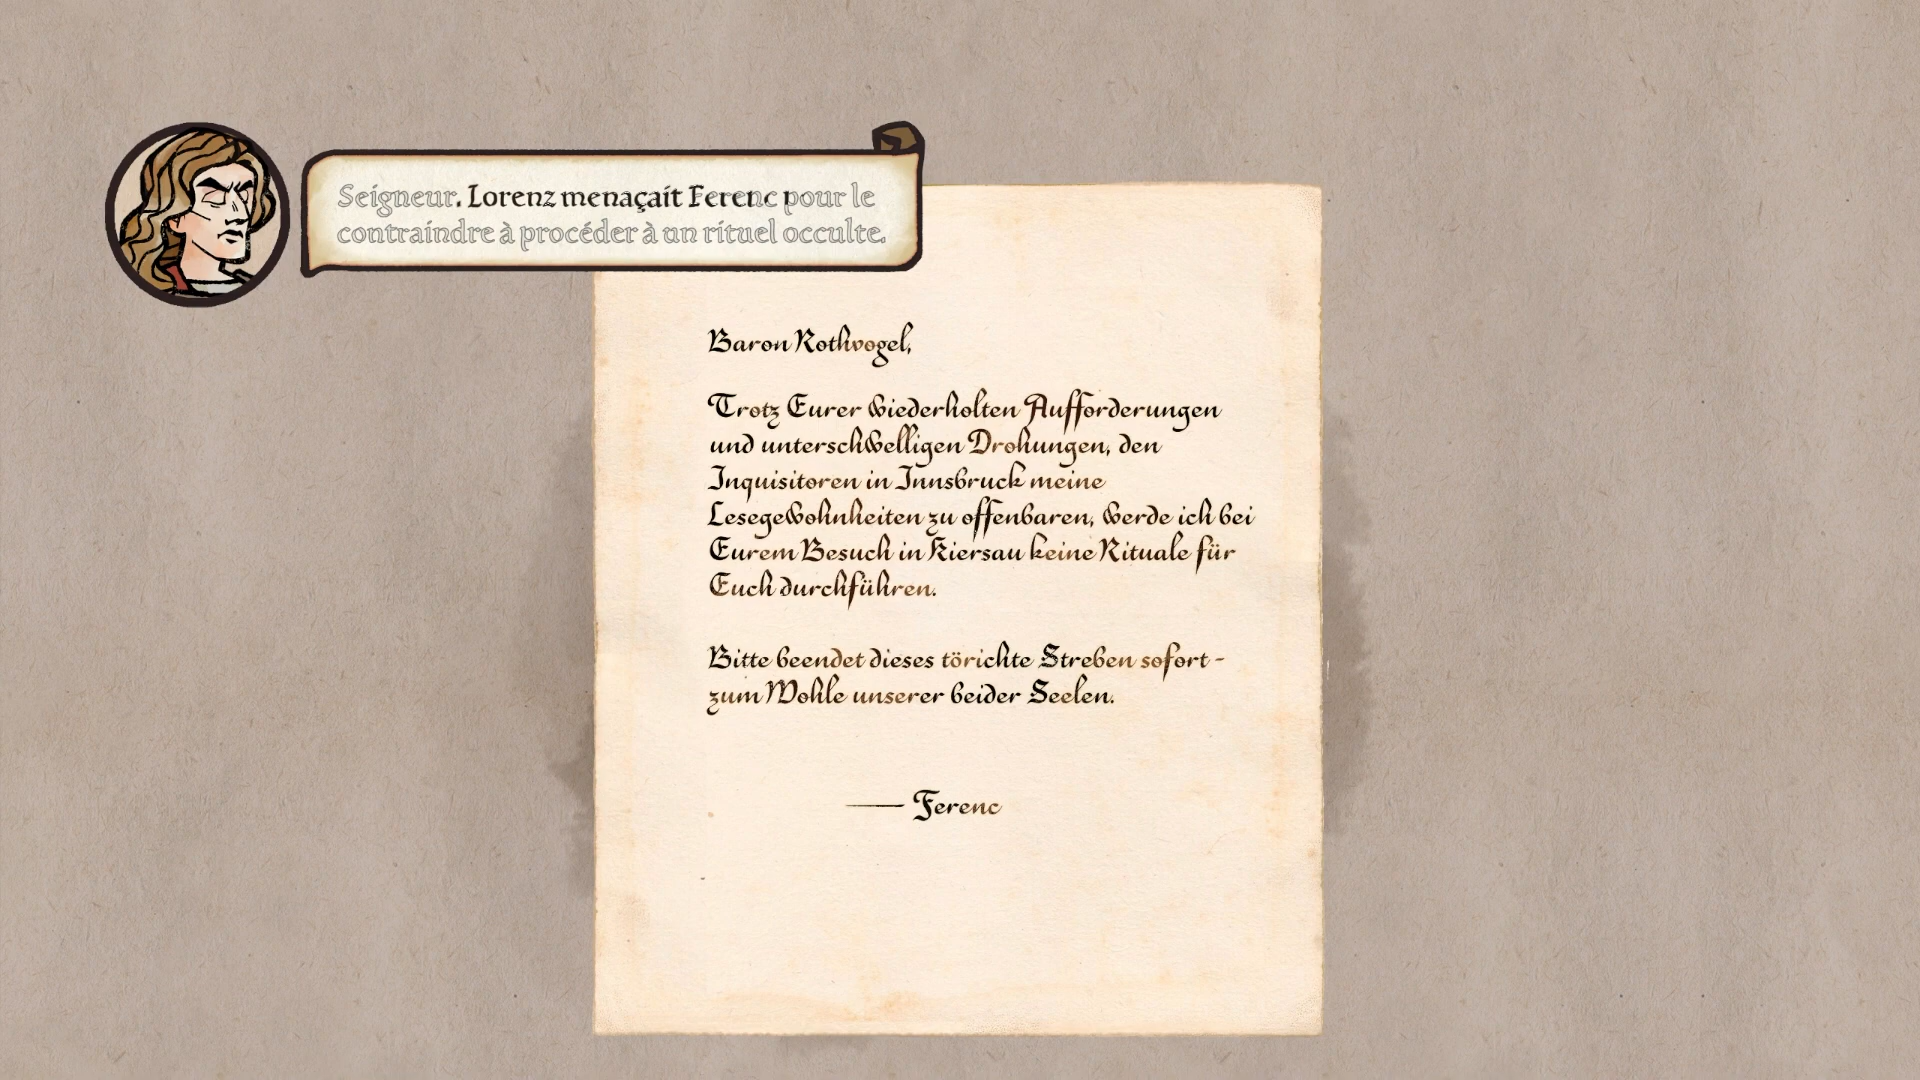 Seigneur. Lorenz menaçait Ferenc pour le
contraindre à procéder à un rituel occulte.
Baron Rothvogel,
Trotz Eurer wiederholten Aufforderungen
und unterschwelligen Drohungen, den
Inquisitoren in Innsbruck meine
Lesegewohnheiten zu offenbaren, werde ich bei
Eurem Besuch in Kiersau keine Rituale für
Euch durchführen.
Bitte beendet dieses törichte Streben sofort -
zum Wohle unserer beider Seelen.
—— Ferenc